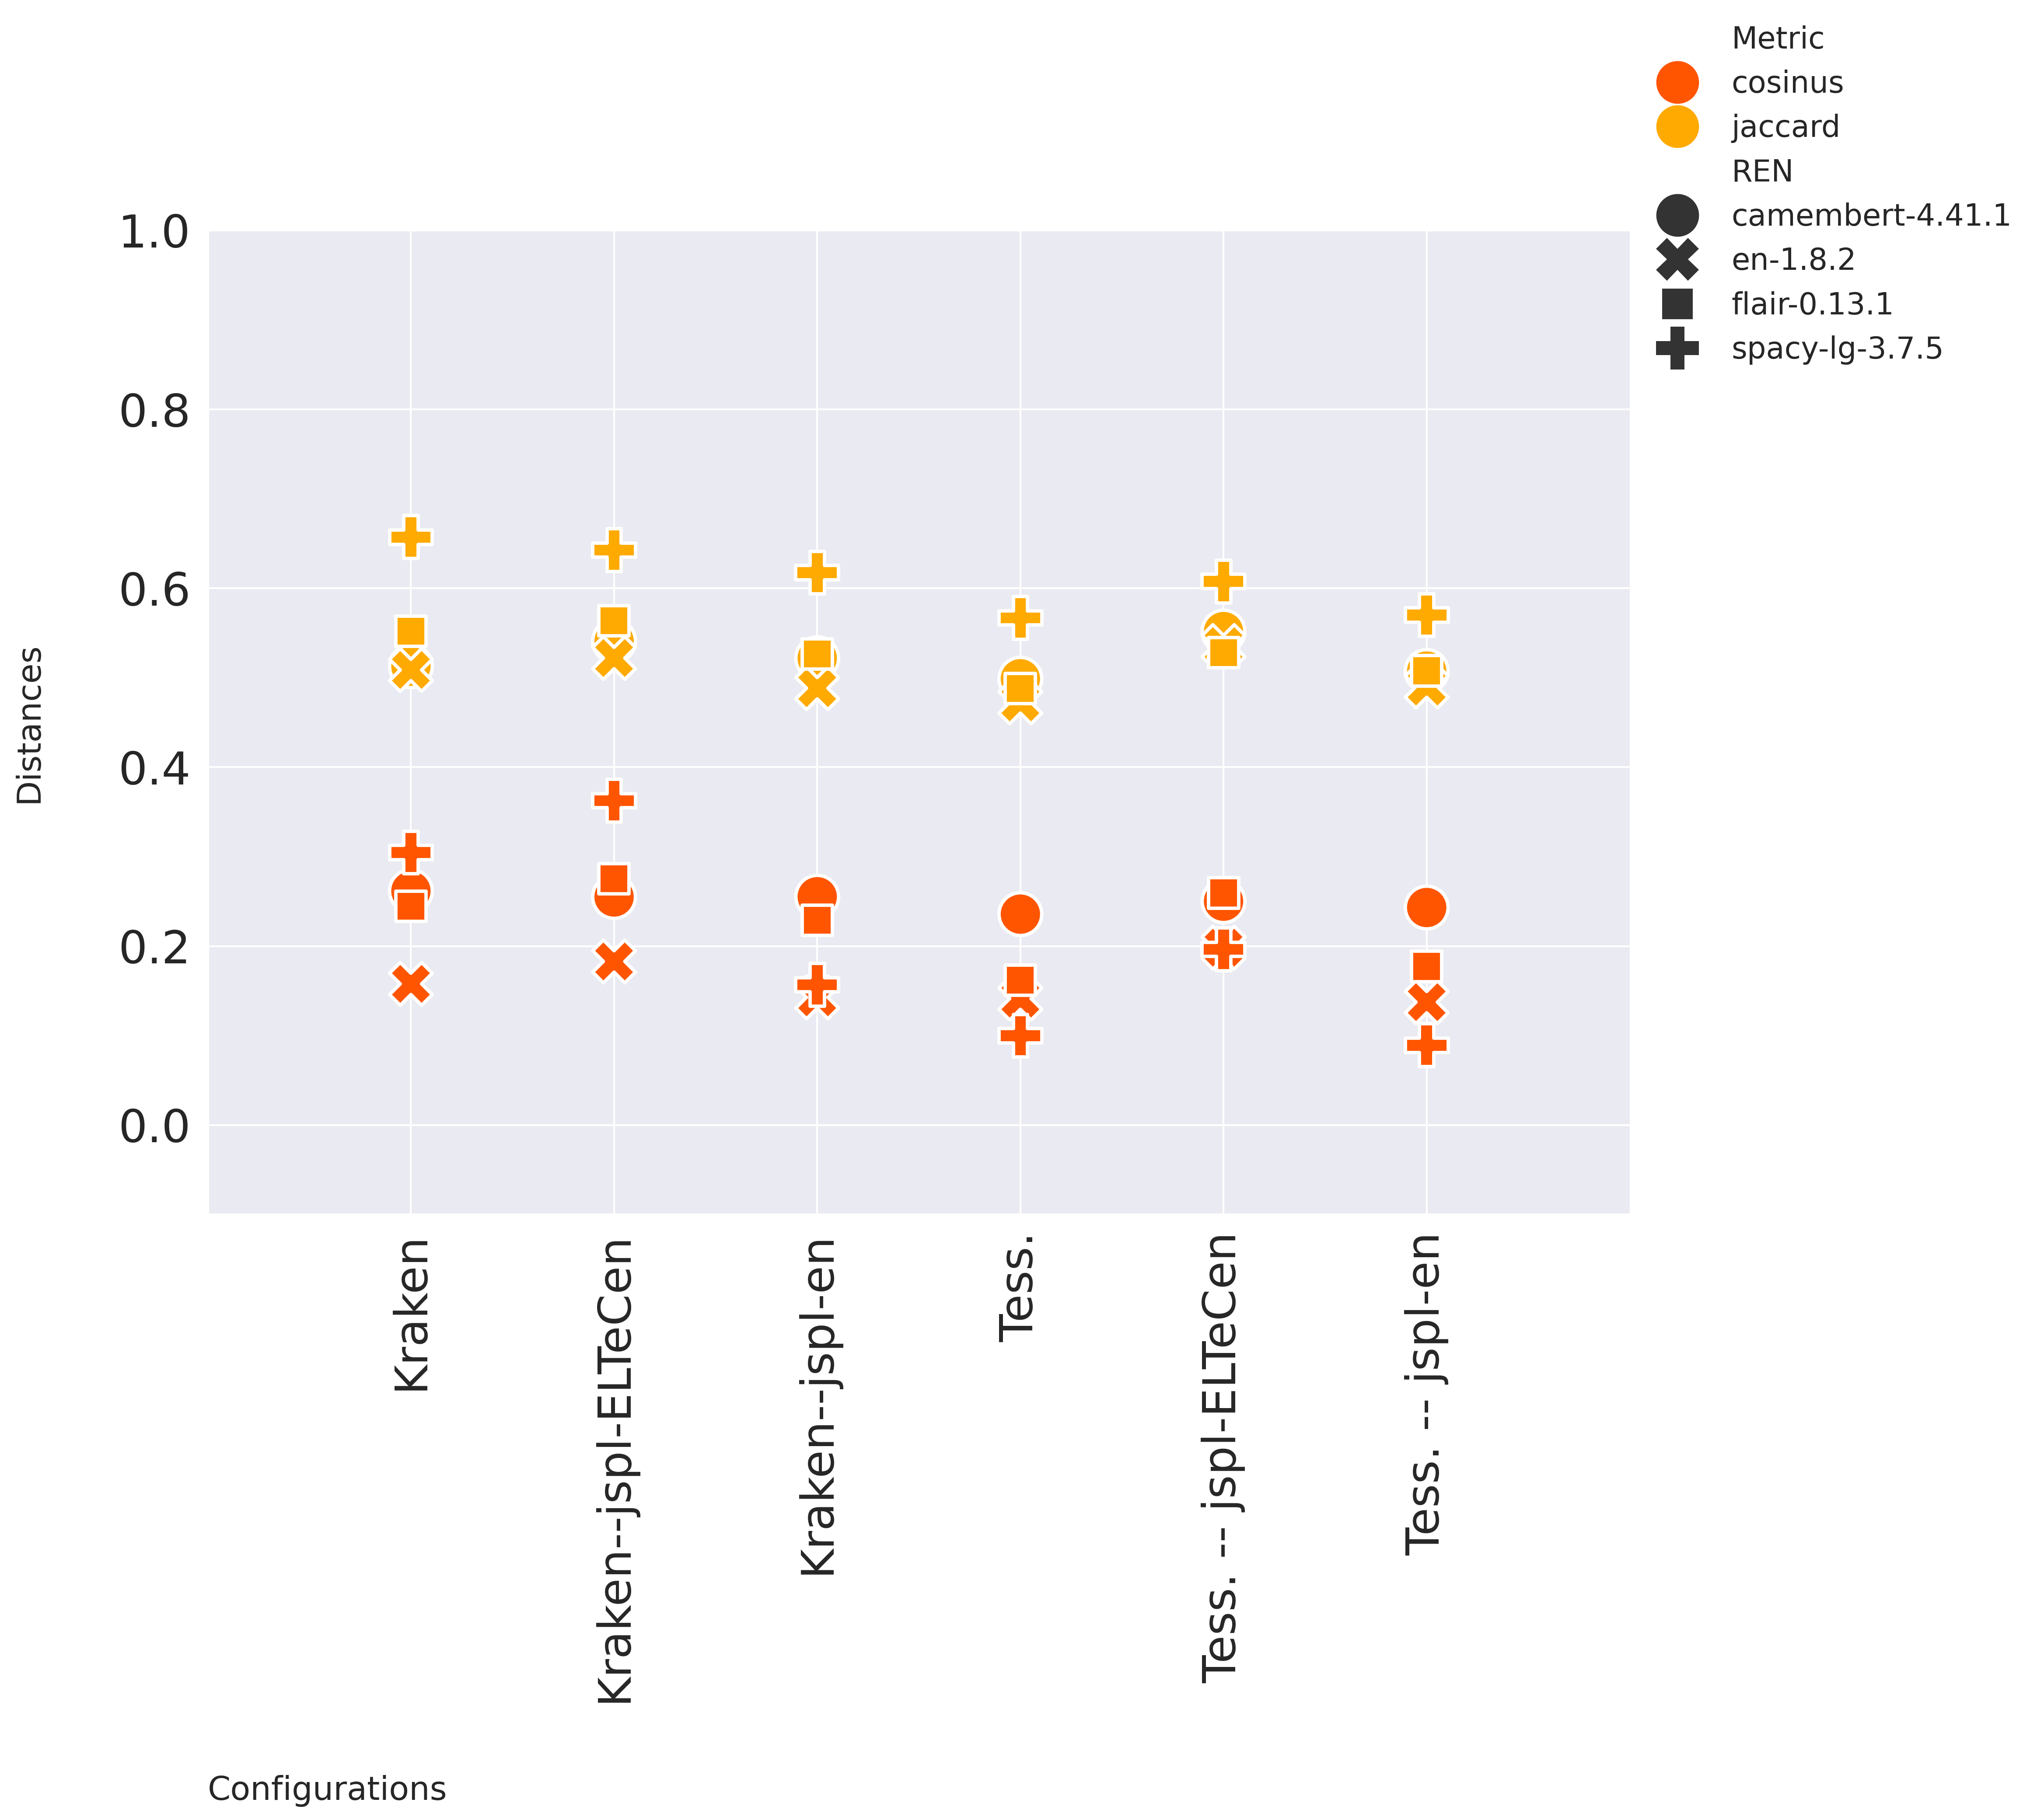 Metric
cosinus
jaccard
REN
camembert-4.41.1
en-1.8.2
flair-0.13.1
spacy-lg-3.7.5
1.0
0.8
0.6
0.4
0.2
0.0
Distances
Kraken
Kraken--jspl-ELTeCen
Kraken--jspl-en
Tess.
Tess. -- jspl-ELTeCen
Tess. -- jspl-en
Configurations